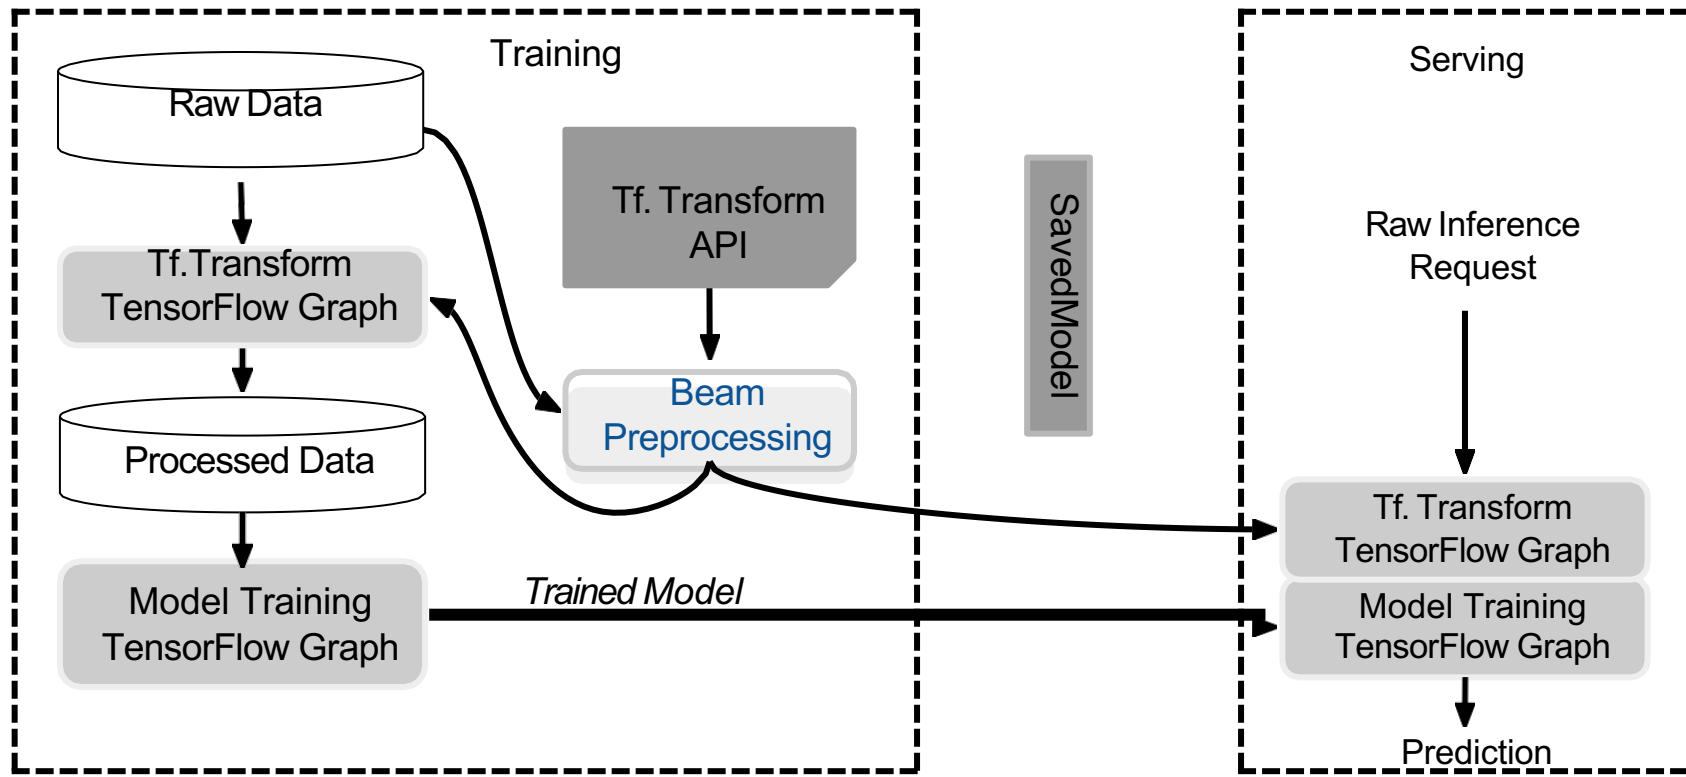 Training
Raw Data
Tf. Transform
API
Tf.Transform
TensorFlow Graph
Beam
Preprocessing
Processed Data
Model Training
TensorFlow Graph
Trained Model
SavedModel
Serving
Raw Inference
Request
Tf. Transform
TensorFlow Graph
Model Training
TensorFlow Graph
Prediction